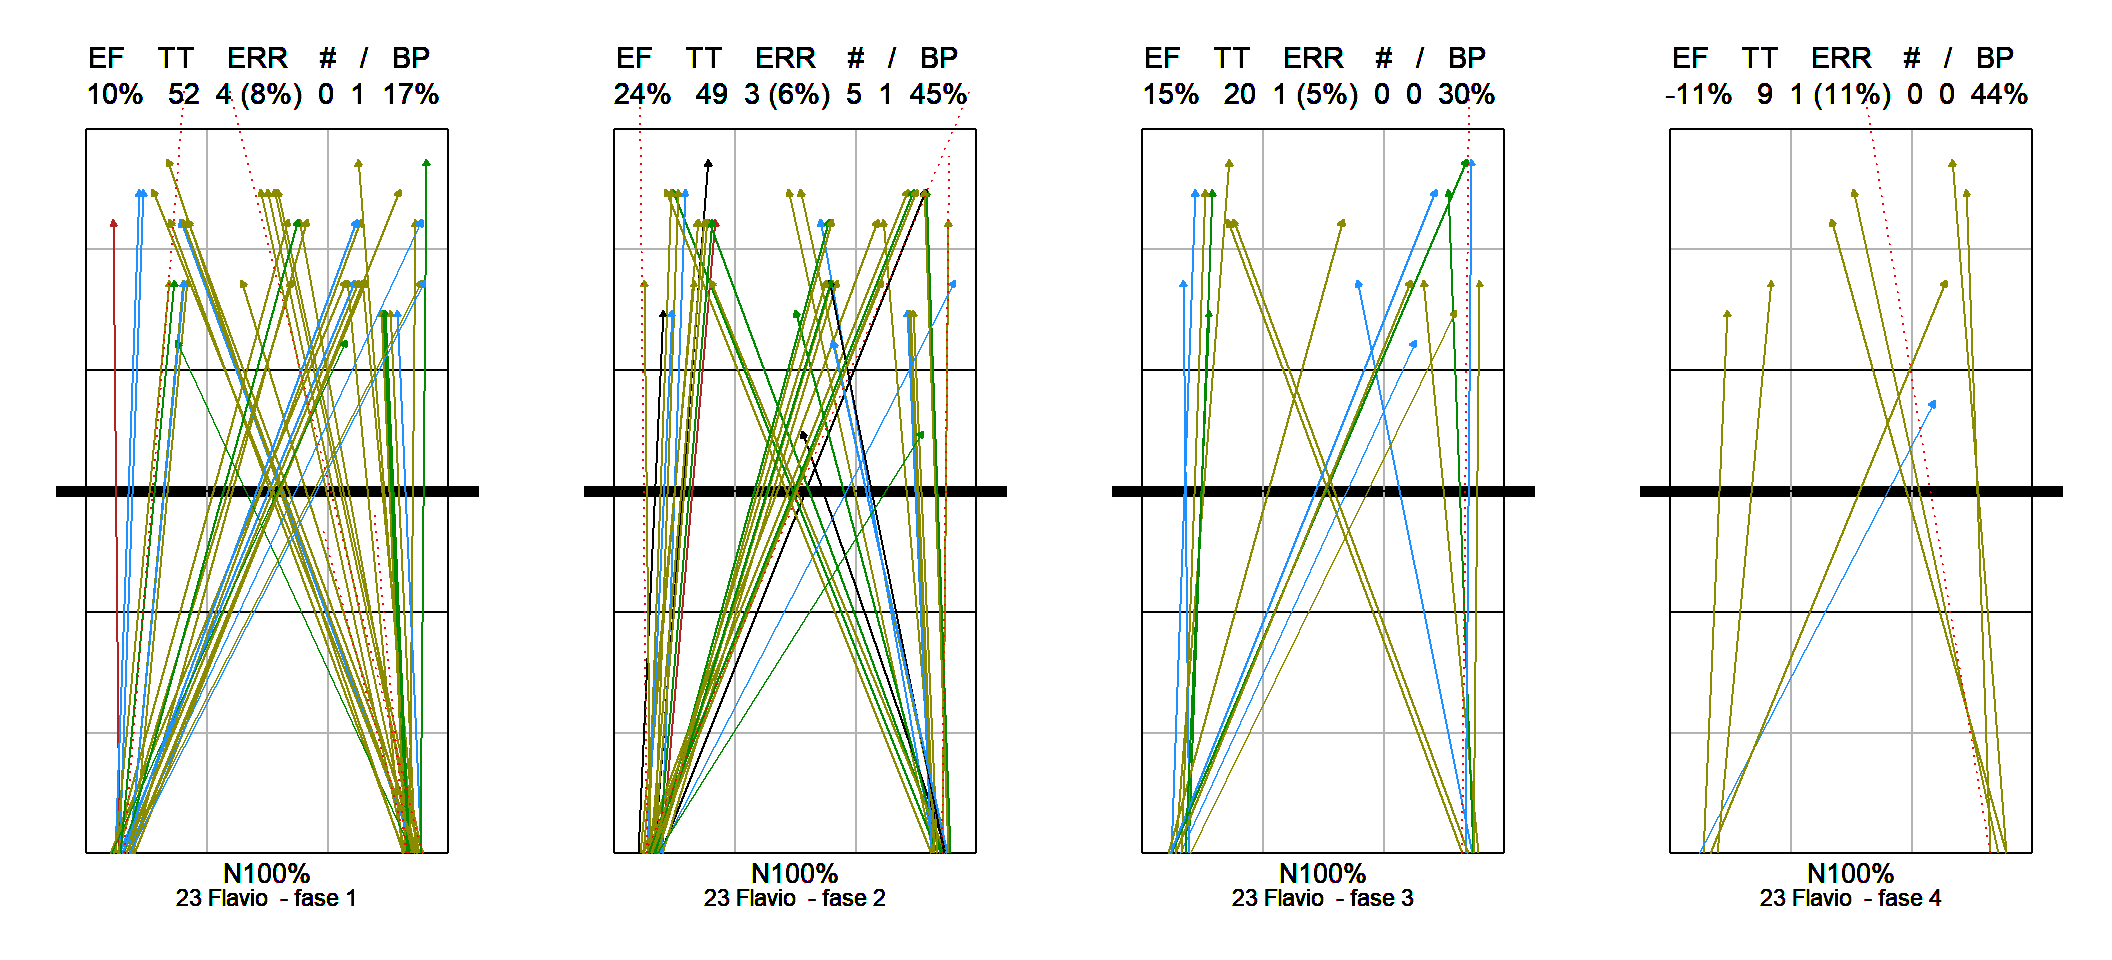 EF TT ERR # / BP
10% 52 4 (8%) 0 1 17%
N100%
23 Flavio - fase 1
EF TT ERR # / BP
24% 49 3 (6%) 5 1 45%
N100%
23 Flavio - fase 2
EF TT ERR # / BP
15% 20 1 (5%) 0 0 30%
N100%
23 Flavio - fase 3
EF TT ERR # / BP
-11% 9 1 (11%) 0 0 44%
N100%
23 Flavio - fase 4